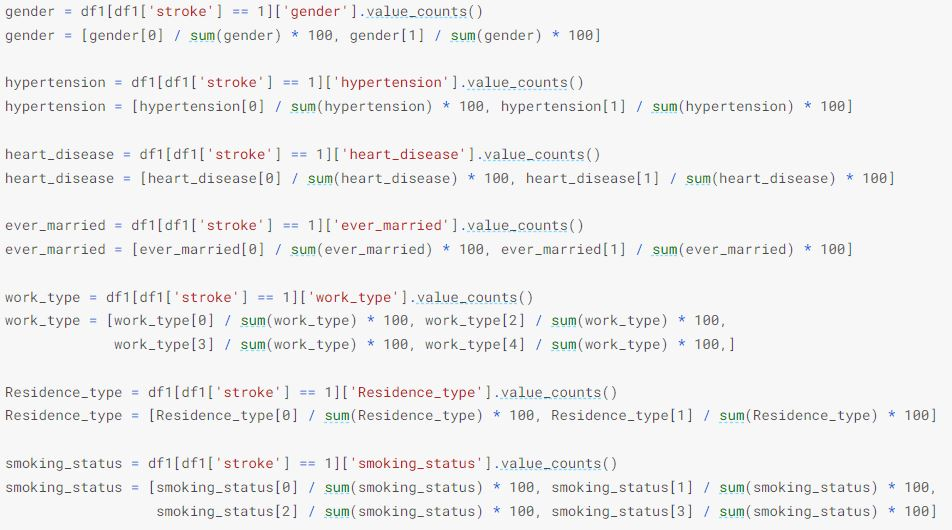 gender = df1[df1['stroke'] == 1]['gender'].value_counts()
gender = [gender[0] / sum(gender) * 100, gender[1] / sum(gender) * 100]
hypertension = df1[df1['stroke'] == 1]['hypertension'].value_counts()
hypertension = [hypertension[0] / sum(hypertension) * 100, hypertension[1] / sum(hypertension) * 100]
heart_disease = df1[df1['stroke'] == 1]['heart_disease'].value_counts()
heart_disease = [heart_disease[0] / sum(heart_disease) * 100, heart_disease[1] / sum(heart_disease) * 100]
ever_married = df1[df1['stroke'] == 1]['ever_married'].value_counts()
ever_married = [ever_married[0] / sum(ever_married) * 100, ever_married[1] / sum(ever_married) * 100]
work_type = df1[df1['stroke'] == 1]['work_type'].value_counts()
work_type = [work_type[0] / sum(work_type) * 100, work_type[2] / sum(work_type) * 100,
work_type[3] / sum(work_type) * 100, work_type[4] / sum(work_type) * 100,]
Residence_type = df1[df1['stroke'] == 1]['Residence_type'].value_counts()
Residence_type = [Residence_type[0] / sum(Residence_type) * 100, Residence_type[1] / sum(Residence_type) * 100]
smoking_status = df1[df1['stroke'] == 1]['smoking_status'].value_counts()
smoking_status = [smoking_status[0] / sum(smoking_status) * 100, smoking_status[1] / sum(smoking_status) * 100,
smoking_status[2] / sum(smoking_status) * 100, smoking_status[3] / sum(smoking_status) * 100]